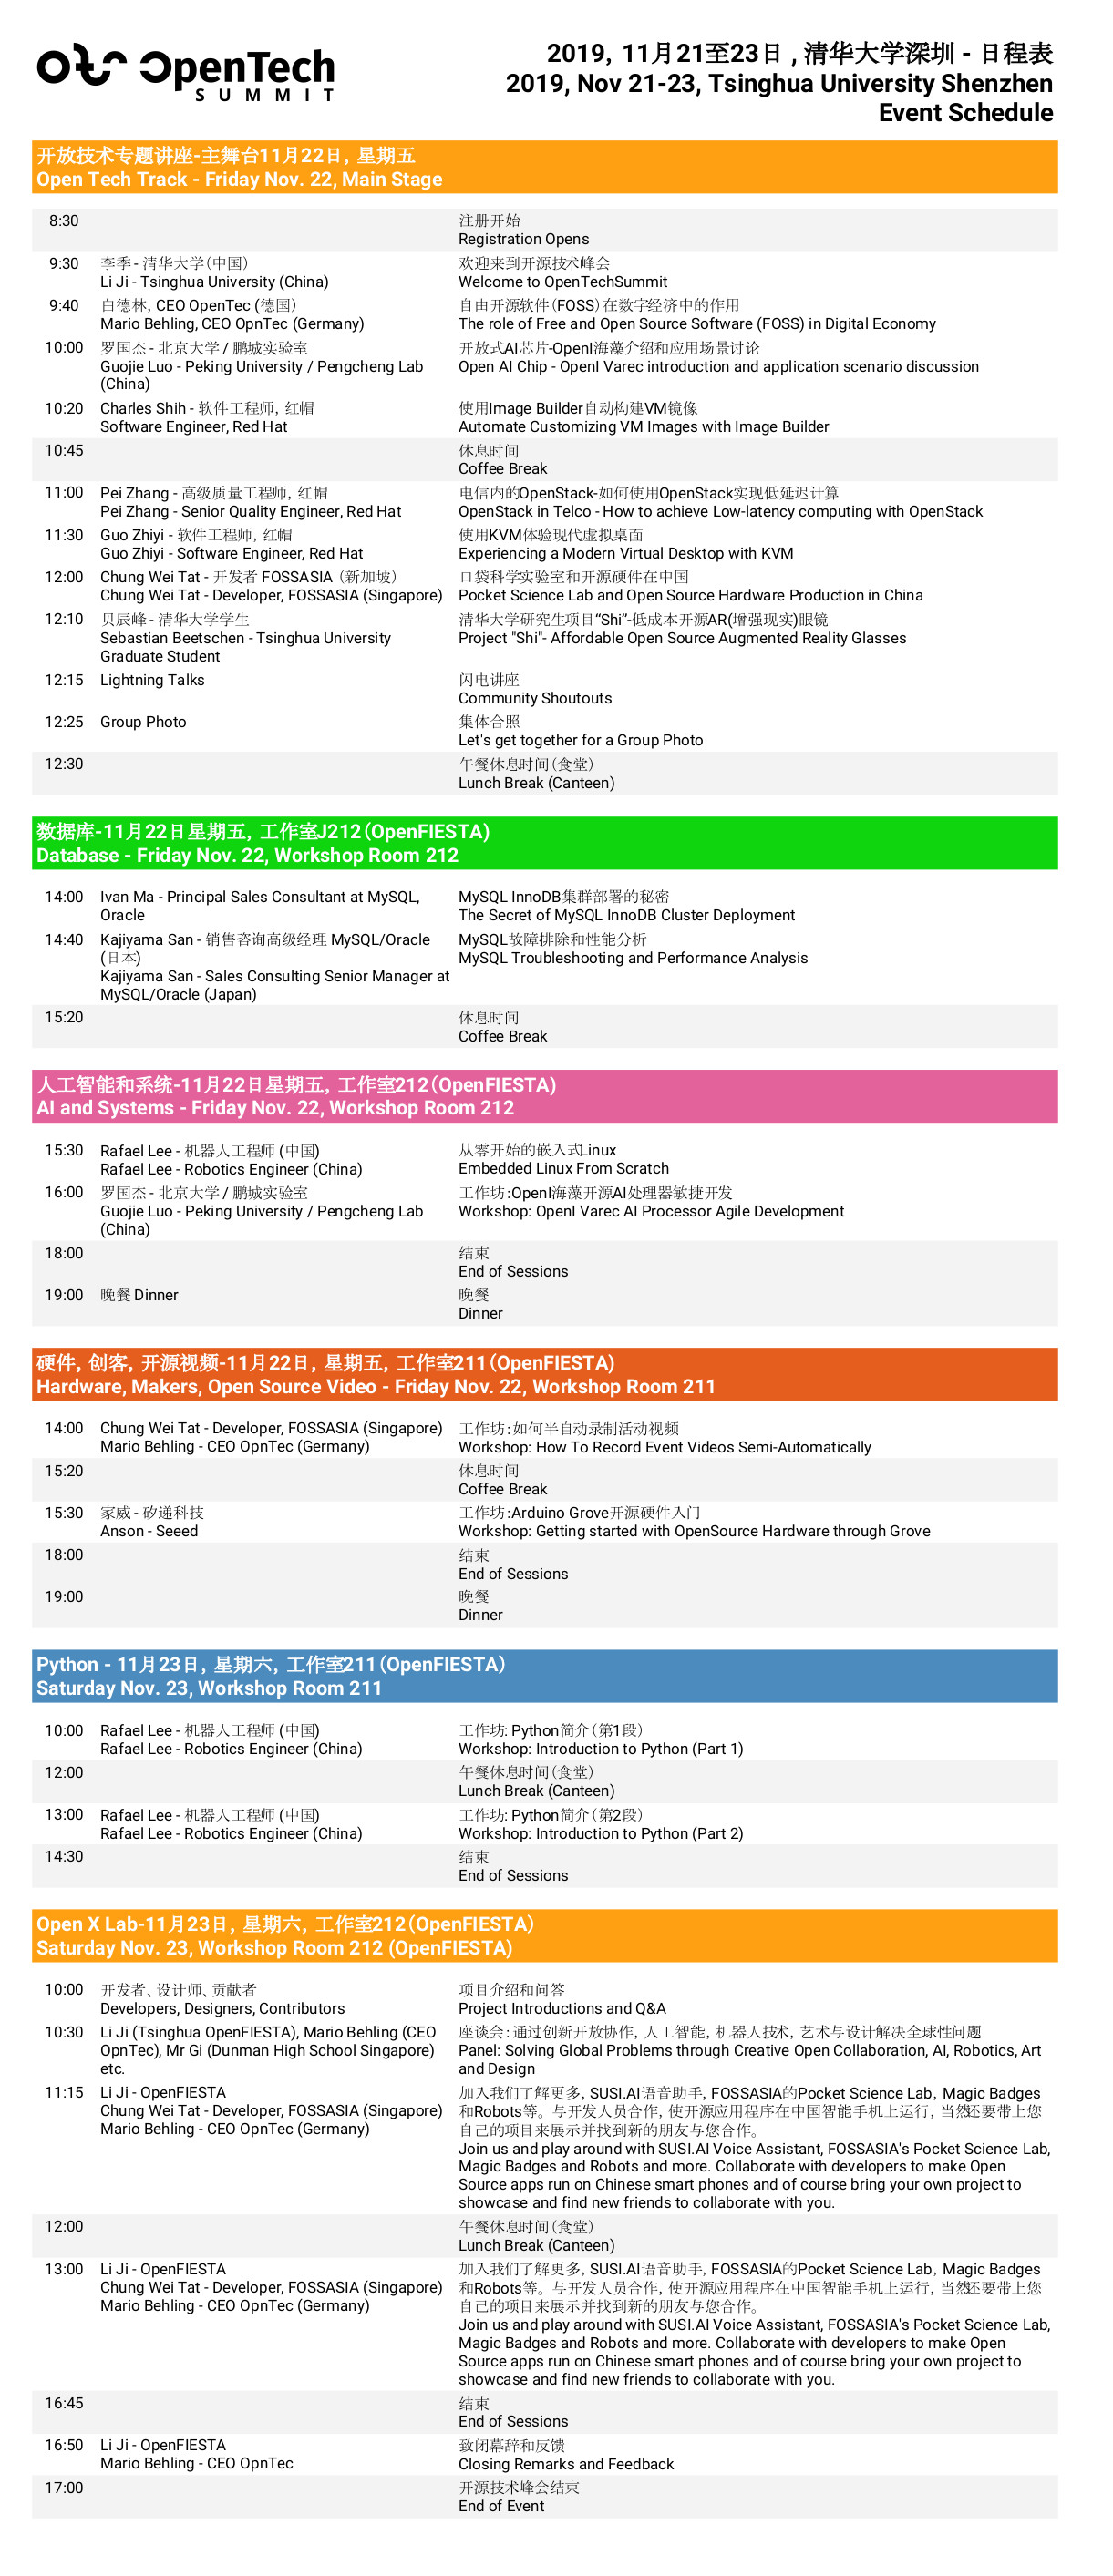 OpenTech
SUMMIT
2019, 11月21至23日 , 清华大学深圳 - 日程表
2019, Nov 21-23, Tsinghua University Shenzhen
Event Schedule
开放技术专题讲座-主舞台11月22日, 星期五
Open Tech Track - Friday Nov. 22, Main Stage
8:30 注册开始
Registration Opens
9:30 李季 - 清华大学(中国) 欢迎来到开源技术峰会
Li Ji - Tsinghua University (China) Welcome to OpenTechSummit
9:40 白德林, CEO OpenTec (德国) 自由开源软件(FOSS)在数字经济中的作用
Mario Behling, CEO OpnTec (Germany) The role of Free and Open Source Software (FOSS) in Digital Economy
10:00 罗国杰 - 北京大学 / 鹏城实验室 开放式AI芯片-OpenI海藻介绍和应用场景讨论
Guojie Luo - Peking University / Pengcheng Lab Open AI Chip - OpenI Varec introduction and application scenario discussion
(China)
10:20 Charles Shih - 软件工程师, 红帽 使用Image Builder自动构建VM镜像
Software Engineer, Red Hat Automate Customizing VM Images with Image Builder
10:45 休息时间
Coffee Break
11:00 Pei Zhang - 高级质量工程师, 红帽 电信内的OpenStack-如何使用OpenStack实现低延迟计算
Pei Zhang - Senior Quality Engineer, Red Hat OpenStack in Telco - How to achieve Low-latency computing with OpenStack
11:30 Guo Zhiyi - 软件工程师, 红帽 使用KVM体验现代虚拟桌面
Guo Zhiyi - Software Engineer, Red Hat Experiencing a Modern Virtual Desktop with KVM
12:00 Chung Wei Tat - 开发者 FOSSASIA (新加坡) 口袋科学实验室和开源硬件在中国
Chung Wei Tat - Developer, FOSSASIA (Singapore) Pocket Science Lab and Open Source Hardware Production in China
12:10 贝辰峰 - 清华大学学生 清华大学研究生项目“Shi”-低成本开源AR(增强现实)眼镜
Sebastian Beetschen - Tsinghua University Project "Shi"- Affordable Open Source Augmented Reality Glasses
Graduate Student
12:15 Lightning Talks 闪电讲座
Community Shoutouts
12:25 Group Photo 集体合照
Let's get together for a Group Photo
12:30 午餐休息时间(食堂)
Lunch Break (Canteen)
数据库-11月22日星期五, 工作室J212(OpenFIESTA)
Database - Friday Nov. 22, Workshop Room 212
14:00 Ivan Ma - Principal Sales Consultant at MySQL, MySQL InnoDB集群部署的秘密
Oracle The Secret of MySQL InnoDB Cluster Deployment
14:40 Kajiyama San - 销售咨询高级经理 MySQL/Oracle MySQL故障排除和性能分析
(日本) MySQL Troubleshooting and Performance Analysis
Kajiyama San - Sales Consulting Senior Manager at
MySQL/Oracle (Japan)
15:20 休息时间
Coffee Break
人工智能和系统-11月22日星期五, 工作室212(OpenFIESTA)
AI and Systems - Friday Nov. 22, Workshop Room 212
15:30 Rafael Lee - 机器人工程师 (中国) 从零开始的嵌入式Linux
Rafael Lee - Robotics Engineer (China) Embedded Linux From Scratch
16:00 罗国杰 - 北京大学 / 鹏城实验室 工作坊:OpenI海藻开源AI处理器敏捷开发
Guojie Luo - Peking University / Pengcheng Lab Workshop: OpenI Varec AI Processor Agile Development
(China)
18:00 结束
End of Sessions
19:00 晚餐 Dinner 晚餐
Dinner
硬件, 创客, 开源视频-11月22日, 星期五, 工作室211(OpenFIESTA)
Hardware, Makers, Open Source Video - Friday Nov. 22, Workshop Room 211
14:00 Chung Wei Tat - Developer, FOSSASIA (Singapore) 工作坊:如何半自动录制活动视频
Mario Behling - CEO OpnTec (Germany) Workshop: How To Record Event Videos Semi-Automatically
15:20 休息时间
Coffee Break
15:30 家威 - 矽递科技 工作坊:Arduino Grove开源硬件入门
Anson - Seeed Workshop: Getting started with OpenSource Hardware through Grove
18:00 结束
End of Sessions
19:00 晚餐
Dinner
Python - 11月23日, 星期六, 工作室211(OpenFIESTA)
Saturday Nov. 23, Workshop Room 211
10:00 Rafael Lee - 机器人工程师 (中国) 工作坊: Python简介(第1段)
Rafael Lee - Robotics Engineer (China) Workshop: Introduction to Python (Part 1)
12:00 午餐休息时间(食堂)
Lunch Break (Canteen)
13:00 Rafael Lee - 机器人工程师 (中国) 工作坊: Python简介(第2段)
Rafael Lee - Robotics Engineer (China) Workshop: Introduction to Python (Part 2)
14:30 结束
End of Sessions
Open X Lab-11月23日, 星期六, 工作室212(OpenFIESTA)
Saturday Nov. 23, Workshop Room 212 (OpenFIESTA)
10:00 开发者、设计师、贡献者 项目介绍和问答
Developers, Designers, Contributors Project Introductions and Q&A
10:30 Li Ji (Tsinghua OpenFIESTA), Mario Behling (CEO 座谈会:通过创新开放协作, 人工智能, 机器人技术, 艺术与设计解决全球性问题
OpnTec), Mr Gi (Dunman High School Singapore) Panel: Solving Global Problems through Creative Open Collaboration, AI, Robotics, Art
etc. and Design
11:15 Li Ji - OpenFIESTA 加入我们了解更多, SUSI.AI语音助手, FOSSASIA的Pocket Science Lab, Magic Badges
Chung Wei Tat - Developer, FOSSASIA (Singapore) 和Robots等。与开发人员合作, 使开源应用程序在中国智能手机上运行, 当然还要带上您
Mario Behling - CEO OpnTec (Germany) 自己的项目来展示并找到新的朋友与您合作。
Join us and play around with SUSI.AI Voice Assistant, FOSSASIA's Pocket Science Lab,
Magic Badges and Robots and more. Collaborate with developers to make Open
Source apps run on Chinese smart phones and of course bring your own project to
showcase and find new friends to collaborate with you.
12:00 午餐休息时间(食堂)
Lunch Break (Canteen)
13:00 Li Ji - OpenFIESTA 加入我们了解更多, SUSI.AI语音助手, FOSSASIA的Pocket Science Lab, Magic Badges
Chung Wei Tat - Developer, FOSSASIA (Singapore) 和Robots等。与开发人员合作, 使开源应用程序在中国智能手机上运行, 当然还要带上您
Mario Behling - CEO OpnTec (Germany) 自己的项目来展示并找到新的朋友与您合作。
Join us and play around with SUSI.AI Voice Assistant, FOSSASIA's Pocket Science Lab,
Magic Badges and Robots and more. Collaborate with developers to make Open
Source apps run on Chinese smart phones and of course bring your own project to
showcase and find new friends to collaborate with you.
16:45 结束
End of Sessions
16:50 Li Ji - OpenFIESTA 致闭幕辞和反馈
Mario Behling - CEO OpnTec Closing Remarks and Feedback
17:00 开源技术峰会结束
End of Event